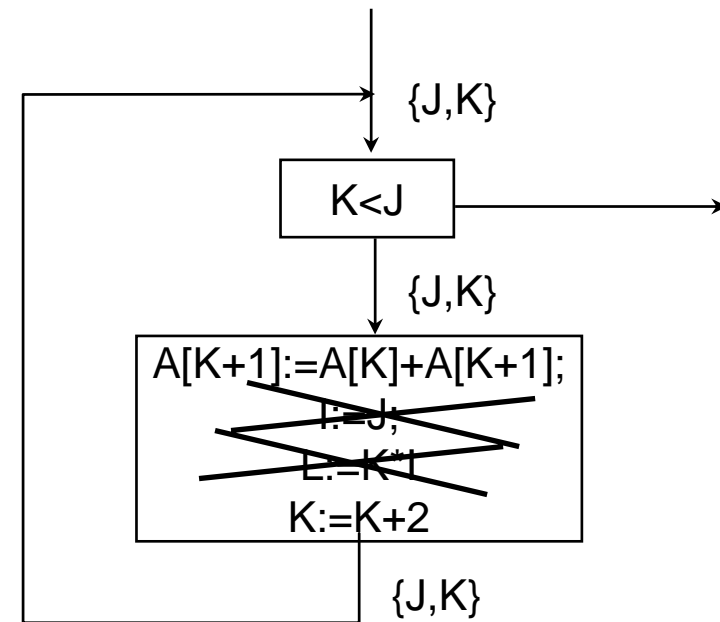 {J,K}
K<J
{J,K}
A[K+1]:=A[K]+A[K+1];
I:=J;
L:=K*I
K:=K+2
{J,K}